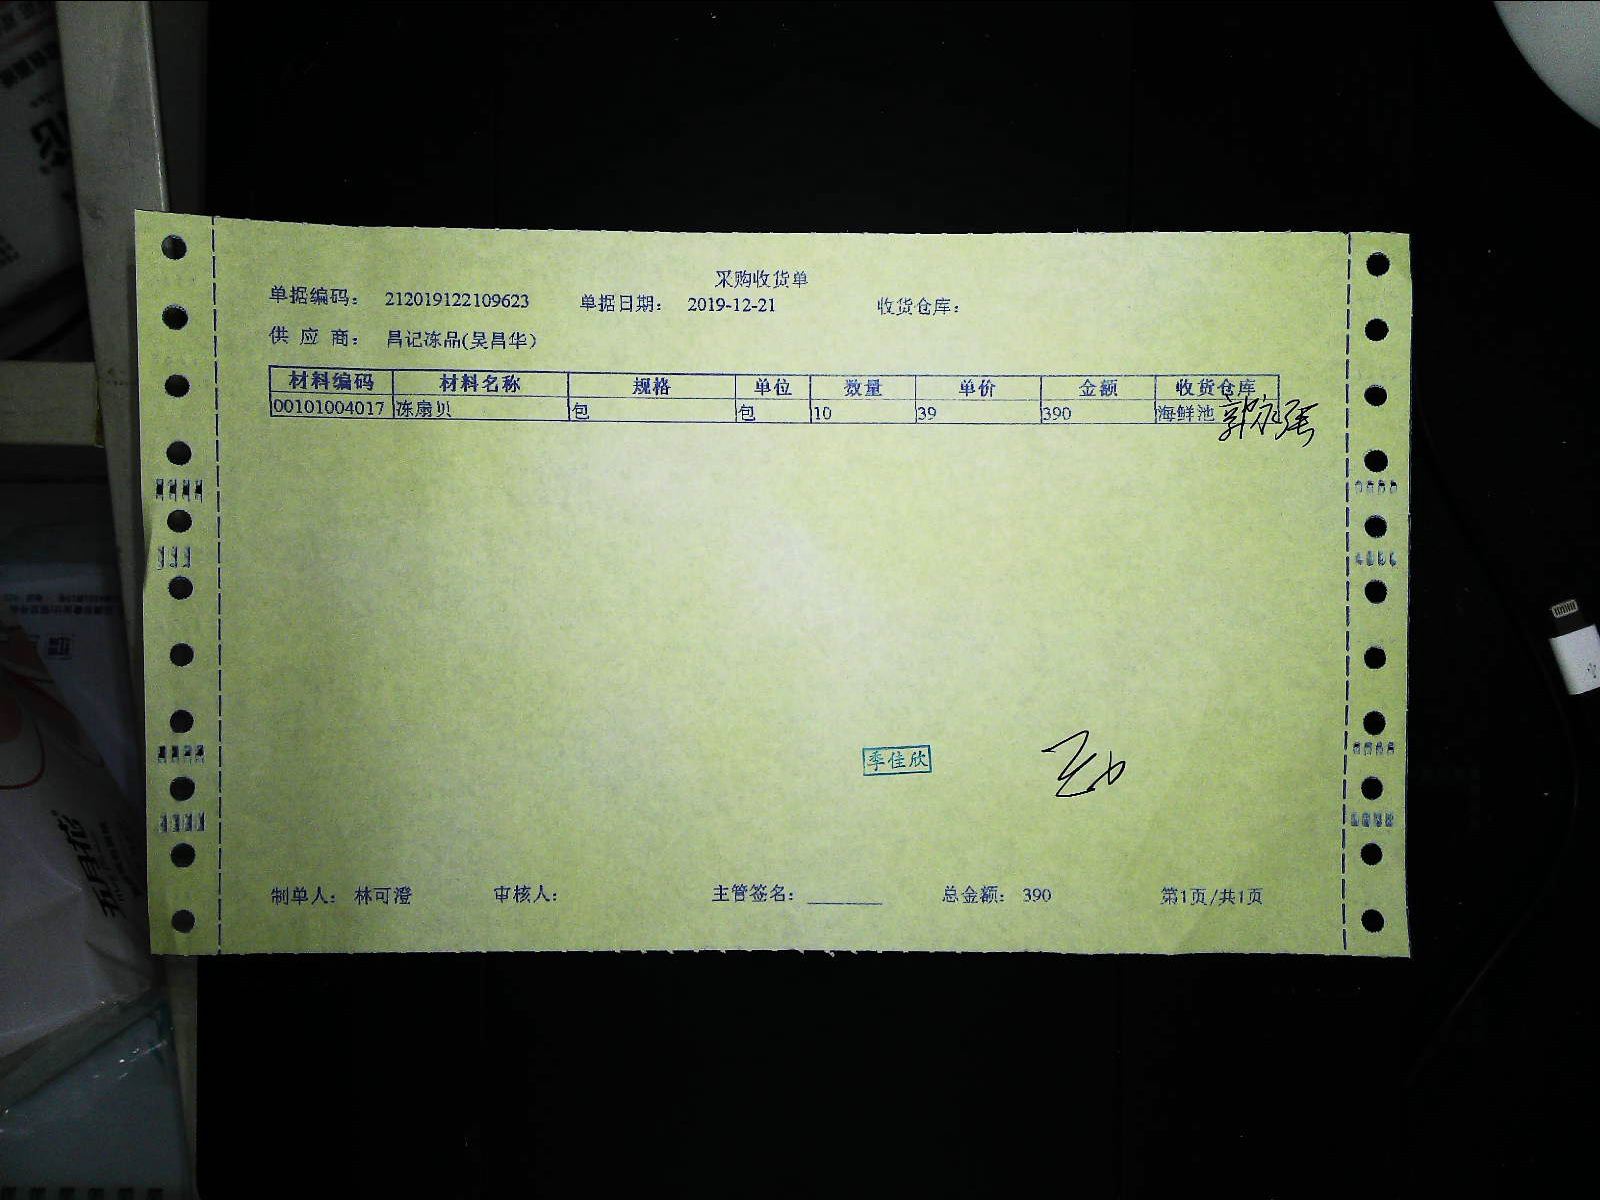 采购收货单
单据编码： 212019122109623 单据日期： 2019-12-21 收货仓库：
供 应 商： 昌记冻品(吴昌华）
材料编码 材料名称 规格 单位 数量 单价 金额 收货仓库
00101004017 冻扇贝 包 包 10 39 390 海鲜池
郭永强
季佳欣
制单人： 林可澄 审核人： 主管签名： ________ 总金额： 390 第1页/共1页